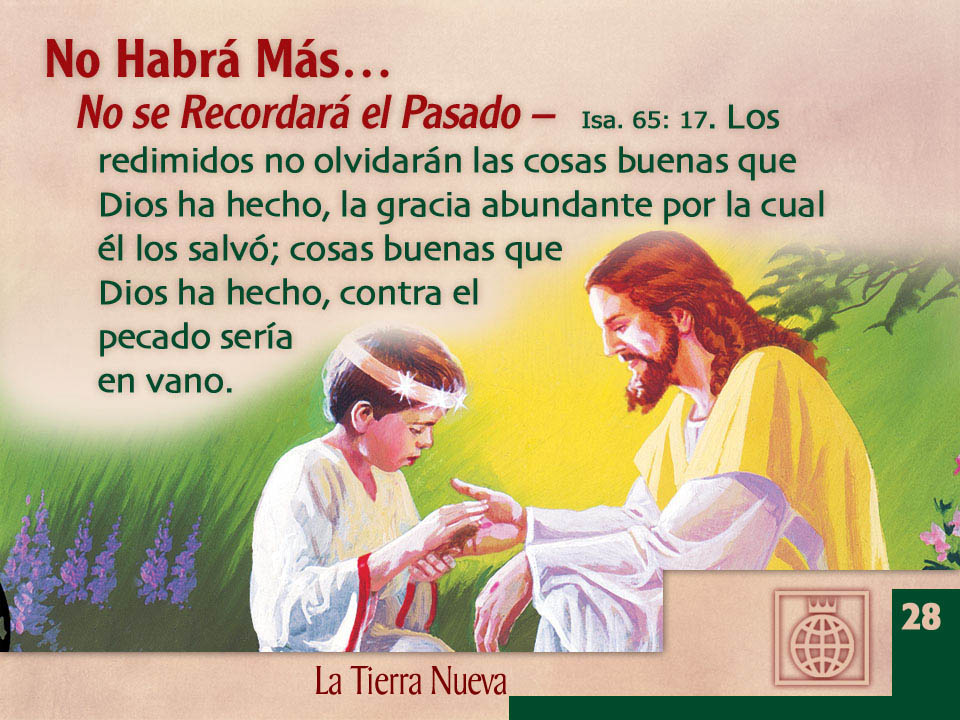 No Habrá Más...
No se Recordará el Pasado – Isa. 65: 17. Los
redimidos no olvidarán las cosas buenas que
Dios ha hecho, la gracia abundante por la cual
él los salvó; cosas buenas que
Dios ha hecho, contra el
pecado sería
en vano.
28
La Tierra Nueva